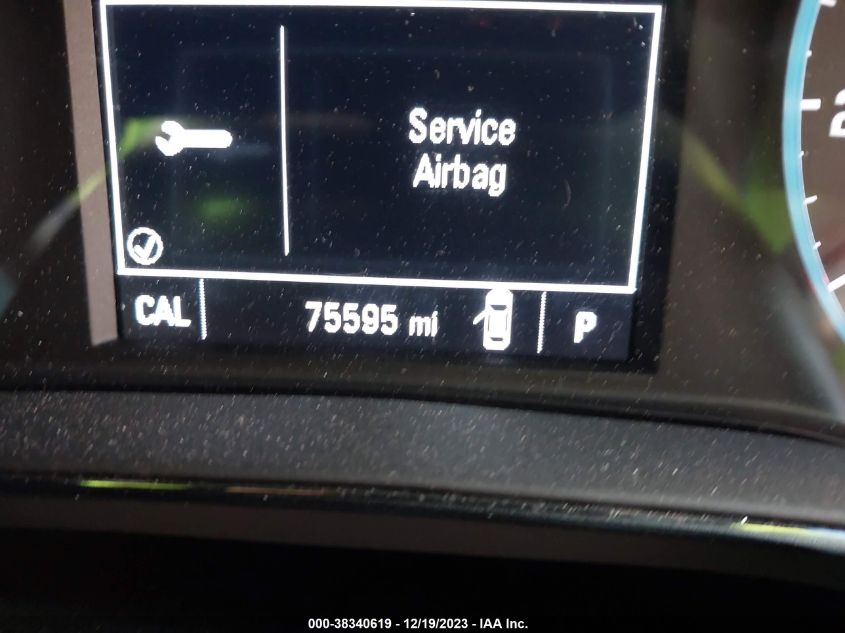 Service
Airbag
CAL 75595 mi P
000-38340619 - 12/19/2023 - IAA Inc.